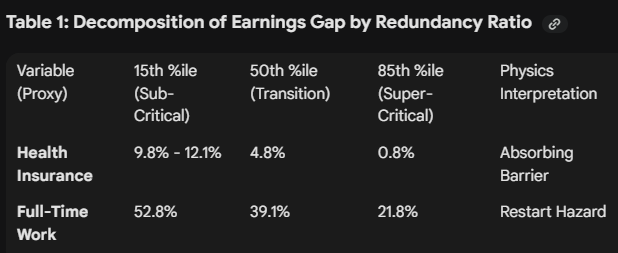 Table 1: Decomposition of Earnings Gap by Redundancy Ratio
Variable 15th %ile 50th %ile 85th %ile Physics
(Proxy) (Sub- (Transition) (Super- Interpretation
Critical) Critical)
Health 9.8% - 12.1% 4.8% 0.8% Absorbing
Insurance Barrier
Full-Time 52.8% 39.1% 21.8% Restart Hazard
Work